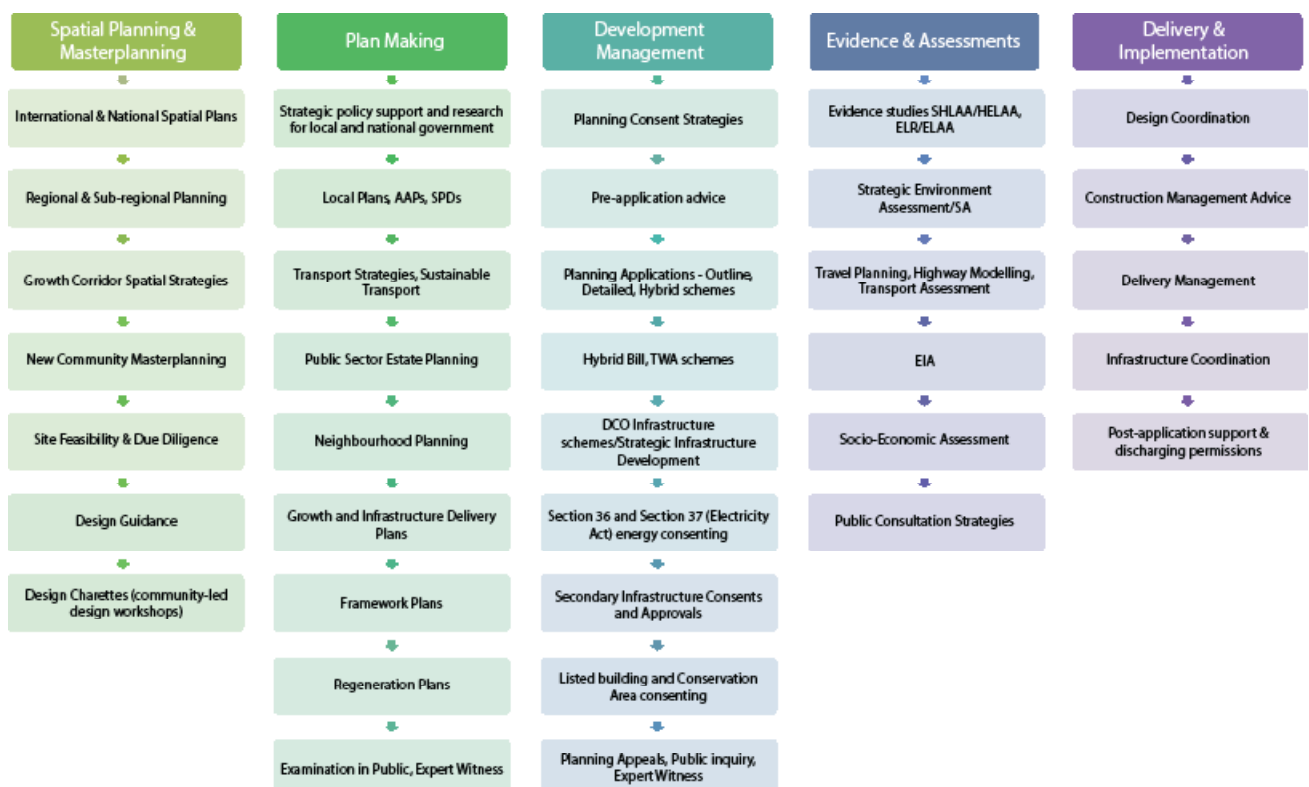 Spatial Planning &
Masterplanning
International & National Spatial Plans
Regional & Sub-regional Planning
Growth Corridor Spatial Strategies
New Community Masterplanning
Site Feasibility & Due Diligence
Design Guidance
Design Charettes (community-led
design workshops)
Plan Making
Strategic policy support and research
for local and national government
Local Plans, AAPs, SPDs
Transport Strategies, Sustainable
Transport
Public Sector Estate Planning
Neighbourhood Planning
Growth and Infrastructure Delivery
Plans
Framework Plans
Regeneration Plans
Examination in Public, Expert Witness
Development
Management
Planning Consent Strategies
Pre-application advice
Planning Applications - Outline,
Detailed, Hybrid schemes
Hybrid Bill, TWA schemes
DCO Infrastructure
schemes/Strategic Infrastructure
Development
Section 36 and Section 37 (Electricity
Act) energy consenting
Secondary Infrastructure Consents
and Approvals
Listed building and Conservation
Area consenting
Planning Appeals, Public inquiry,
Expert Witness
Evidence & Assessments
Evidence studies SHLAA/HELAA,
ELR/ELAA
Strategic Environment
Assessment/SA
Travel Planning, Highway Modelling,
Transport Assessment
EIA
Socio-Economic Assessment
Public Consultation Strategies
Delivery &
Implementation
Design Coordination
Construction Management Advice
Delivery Management
Infrastructure Coordination
Post-application support &
discharging permissions